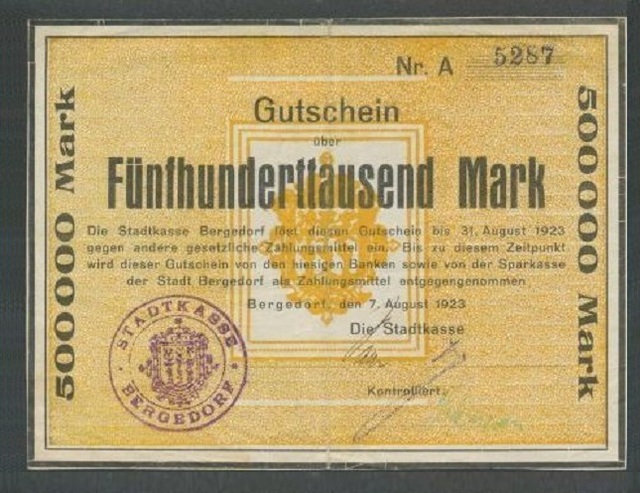 Nr. A 5287
Gutschein
über
Fünfhunderttausend Mark
Die Stadtkasse Bergedorf löst diesen Gutschein bis 31. August 1923
gegen andere gesetzliche Zahlungsmittel ein. Bis zu diesem Zeitpunkt
wird dieser Gutschein von den hiesigen Banken sowie von der Sparkasse
der Stadt Bergedorf als Zahlungsmittel entgegengenommen
Bergedorf, den 7. August 1923
Die Stadtkasse
Kontrolliert:
500000 Mark
500000 Mark
STADTKASSE
BERGEDORF